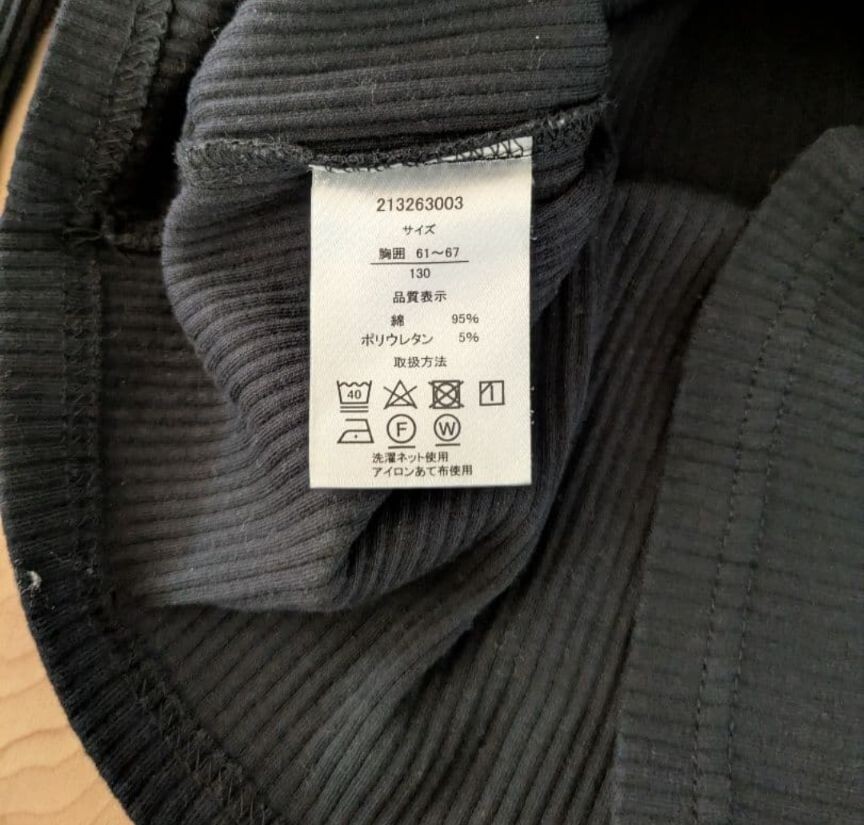 213263003
サイズ
胸囲 61～67
130
品質表示
綿 95%
ポリウレタン 5%
取扱方法
40
F W
洗濯ネット使用
アイロンあて布使用